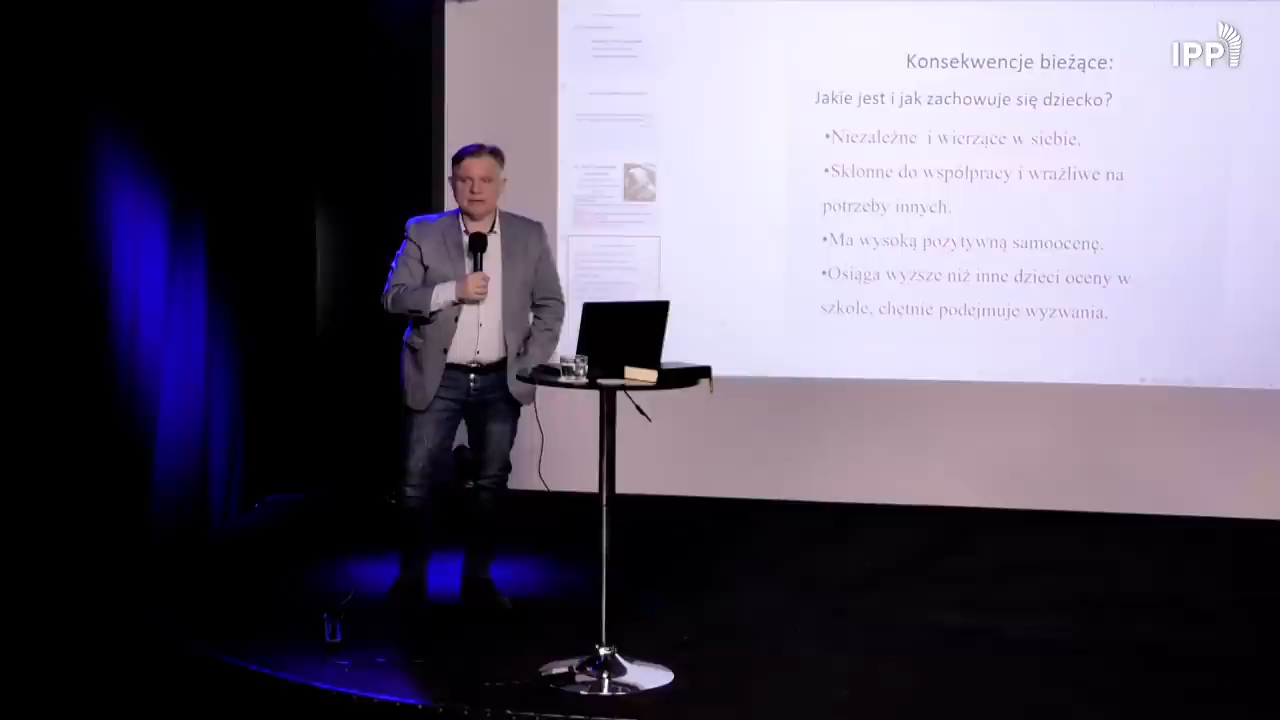 IPP
Konsekwencje bieżące:
Jakie jest i jak zachowuje się dziecko?
•Niezależne i wierzące w siebie.
•Skłonne do współpracy i wrażliwe na
potrzeby innych.
•Ma wysoką pozytywną samoocenę.
•Osiąga wyższe niż inne dzieci oceny w
szkole, chętnie podejmuje wyzwania.